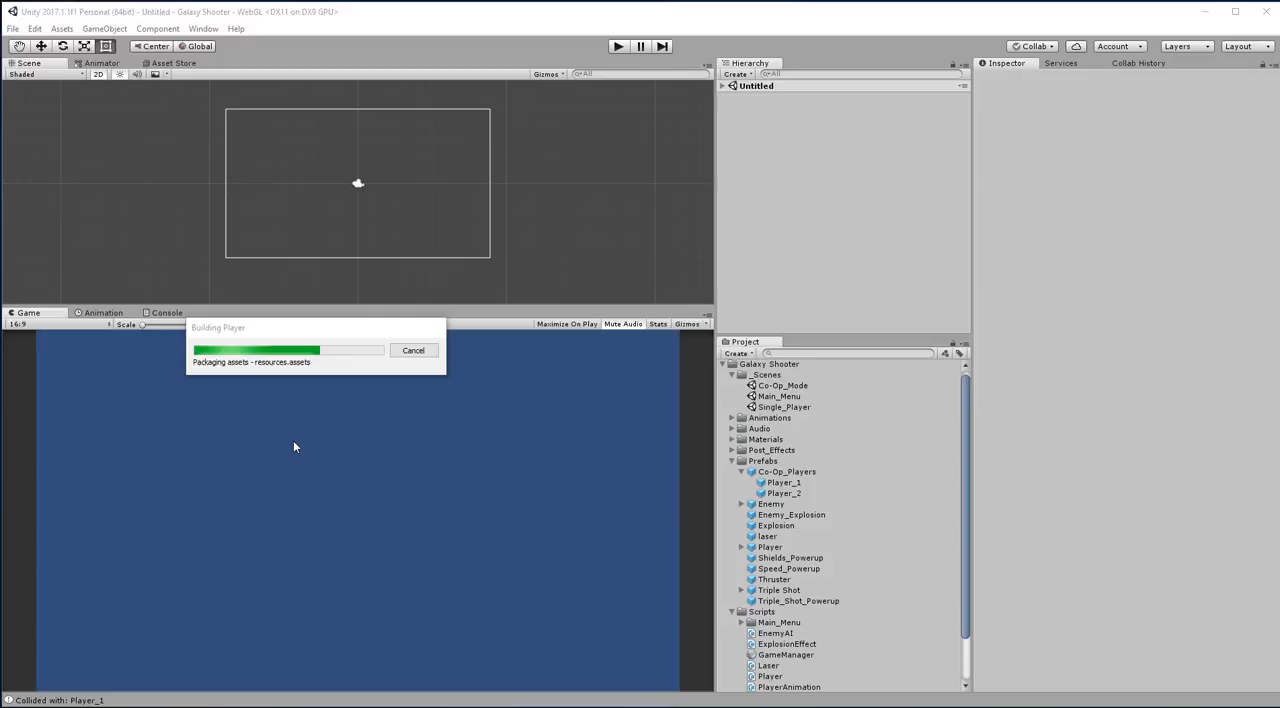 Unity 2017.1.1f1 Personal (64bit) - Untitled - Galaxy Shooter - WebGL <DX11 on DX9 GPU>
File Edit Assets GameObject Component Window Help
Center Global Collab Account Layers Layout
Scene Animator Asset Store
Shaded 2D Gizmos All
Hierarchy
Create All
Untitled
Inspector Services Collab History
Game Animation Console
16:9 Scale Maximize On Play Mute Audio Stats Gizmos
Building Player
Cancel
Packaging assets - resources.assets
Project
Create
Galaxy Shooter
_Scenes
Co-Op_Mode
Main_Menu
Single_Player
Animations
Audio
Materials
Post_Effects
Prefabs
Co-Op_Players
Player_1
Player_2
Enemy
Enemy_Explosion
Explosion
laser
Player
Shields_Powerup
Speed_Powerup
Thruster
Triple Shot
Triple_Shot_Powerup
Scripts
Main_Menu
EnemyAI
ExplosionEffect
GameManager
Laser
Player
PlayerAnimation
Collided with: Player_1